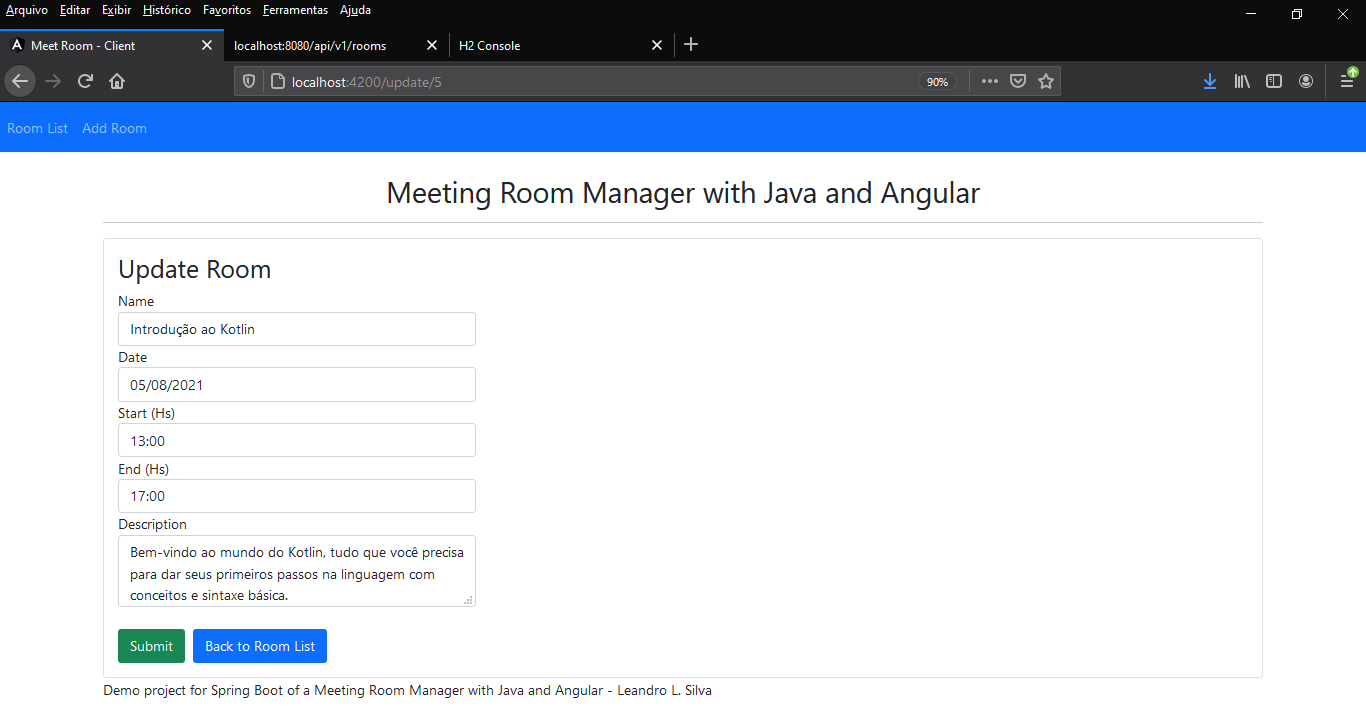 Arquivo Editar Exibir Histórico Favoritos Ferramentas Ajuda
Meet Room - Client localhost:8080/api/v1/rooms H2 Console
localhost:4200/update/5 90%
Room List Add Room
Meeting Room Manager with Java and Angular
Update Room
Name
Introdução ao Kotlin
Date
05/08/2021
Start (Hs)
13:00
End (Hs)
17:00
Description
Bem-vindo ao mundo do Kotlin, tudo que você precisa
para dar seus primeiros passos na linguagem com
conceitos e sintaxe básica.
Submit Back to Room List
Demo project for Spring Boot of a Meeting Room Manager with Java and Angular - Leandro L. Silva